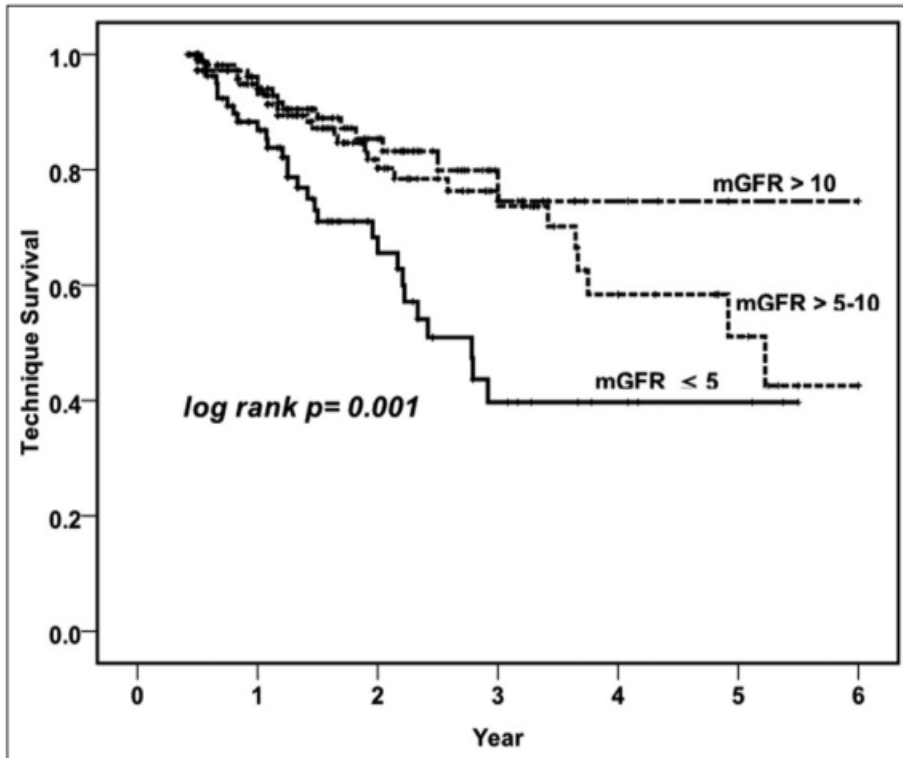 1.0
0.8
0.6
0.4
0.2
0.0
Technique Survival
mGFR > 10
mGFR > 5-10
mGFR ≤ 5
log rank p= 0.001
0 1 2 3 4 5 6
Year